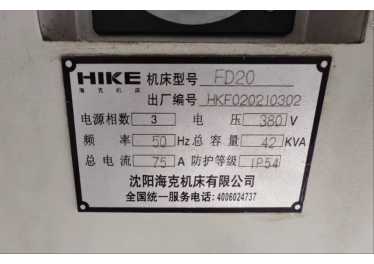 HIKE 机床型号 FD20
海克机床 出厂编号 HKF020210302
电源相数 3 电压 380 V
频率 50 Hz 总容量 42 KVA
总电流 75 A 防护等级 IP54
沈阳海克机床有限公司
全国统一服务电话:4006024737